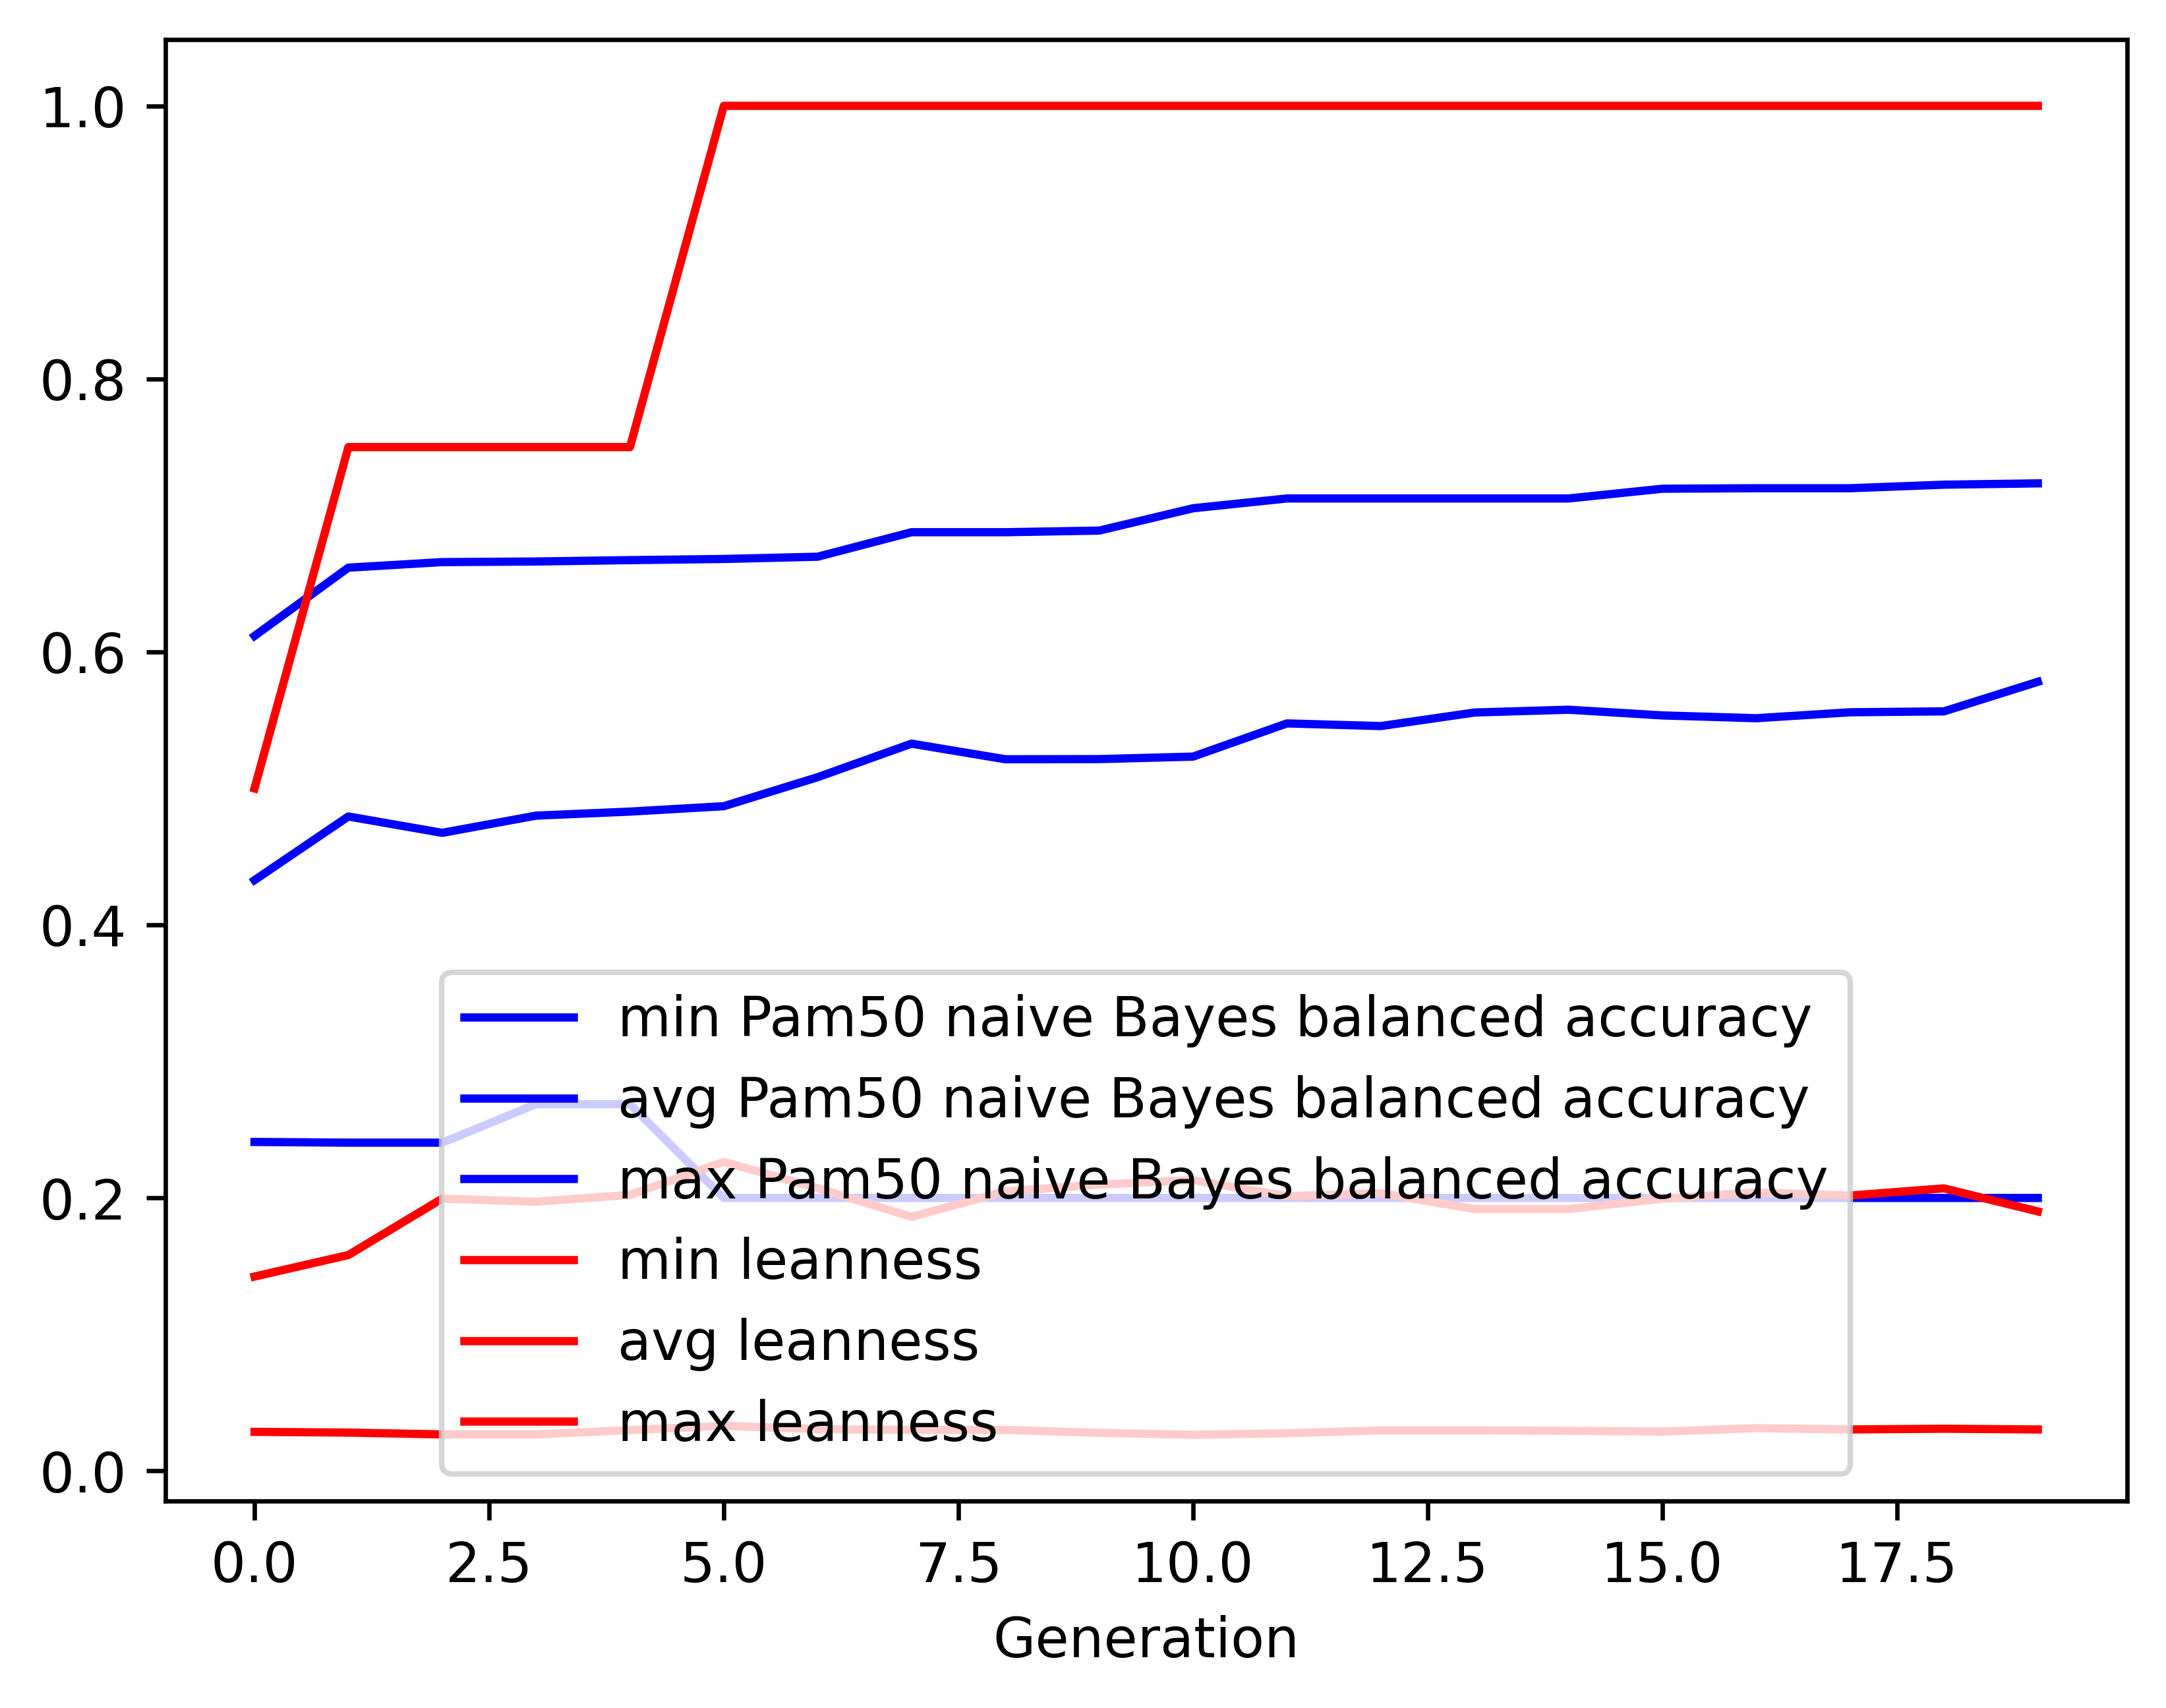 1.0
0.8
0.6
0.4
0.2
0.0
min Pam50 naive Bayes balanced accuracy
avg Pam50 naive Bayes balanced accuracy
max Pam50 naive Bayes balanced accuracy
min leanness
avg leanness
max leanness
0.0 2.5 5.0 7.5 10.0 12.5 15.0 17.5
Generation